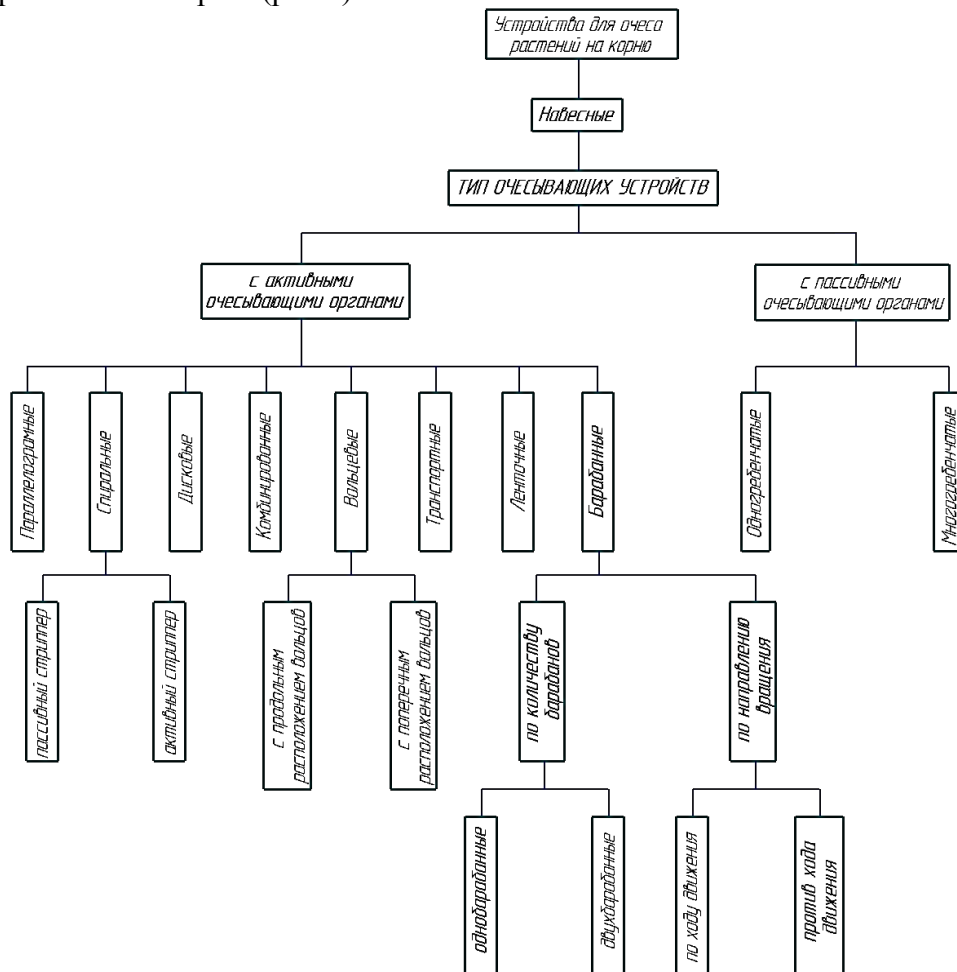 Устройства для очеса
растений на корню
Навесные
ТИП ОЧЕСЫВАЮЩИХ УСТРОЙСТВ
с активными
очесывающими органами
с пассивными
очесывающими органами
Параллелограмные
Спиральные
Дисковые
Комбинированные
Вальцевые
Транспортные
Ленточные
Барабанные
Одногребенчатые
Многогребенчатые
пассивный стриппер
активный стриппер
с продольным
расположением вальцов
с поперечным
расположением вальцов
по количеству
барабанов
по направлению
вращения
однобарабанные
двухбарабанные
по ходу движения
против хода
движения